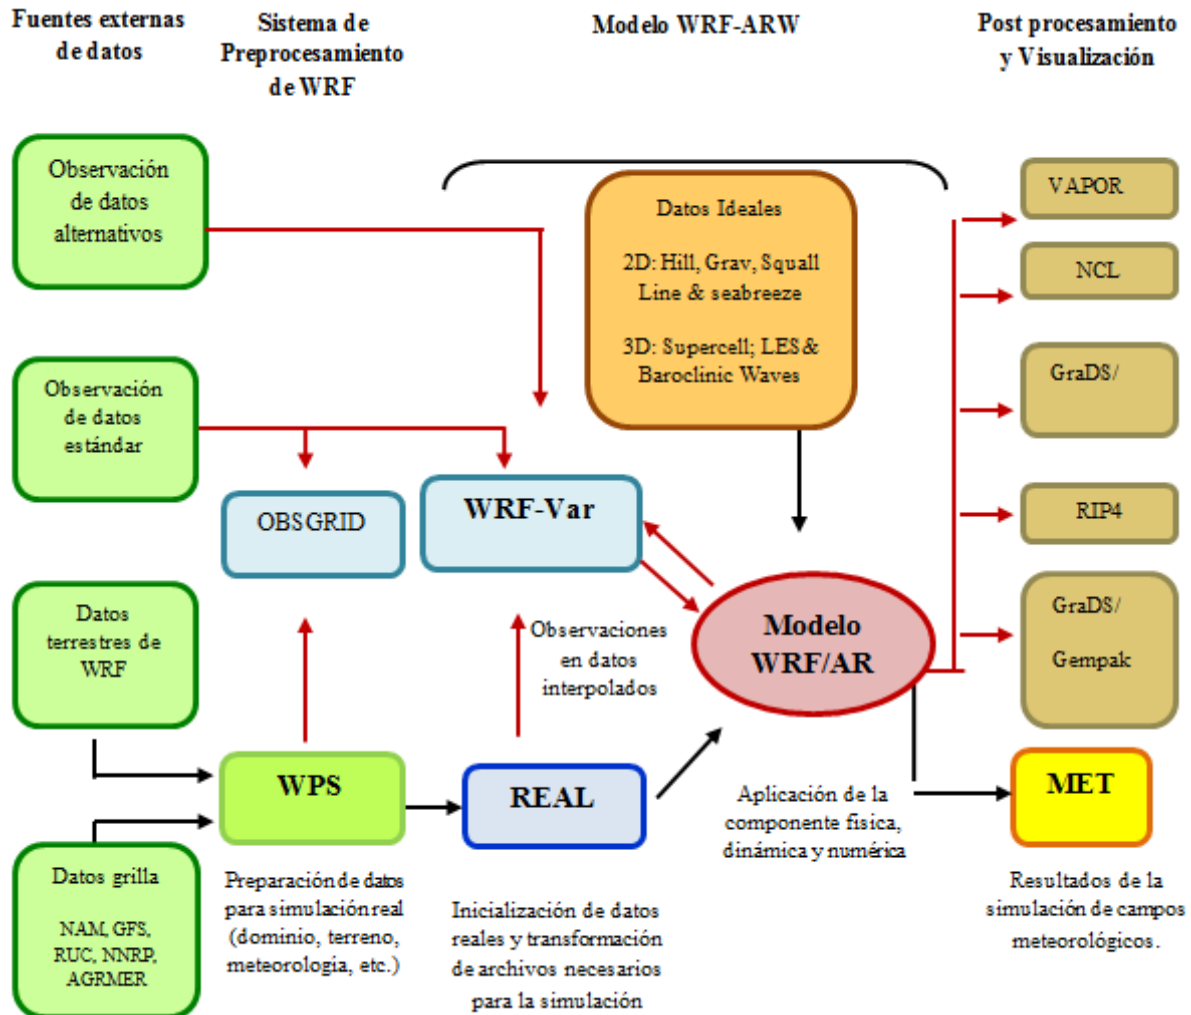 Fuentes externas
de datos
Sistema de
Preprocesamiento
de WRF
Modelo WRF-ARW
Post procesamiento
y Visualización
Observación
de datos
alternativos
Observación
de datos
estándar
Datos
terrestres de
WRF
Datos grilla
NAM, GFS,
RUC, NNRP,
AGRMER
OBSGRID
WPS
Preparación de datos
para simulación real
(dominio, terreno,
meteorología, etc.)
Datos Ideales
2D: Hill, Grav, Squall
Line & seabreeze
3D: Supercell; LES&
Baroclinic Waves
WRF-Var
Observaciones
en datos
interpolados
REAL
Inicialización de datos
reales y transformación
de archivos necesarios
para la simulación
Modelo
WRF/AR
Aplicación de la
componente física,
dinámica y numérica
VAPOR
NCL
GraDS/
RIP4
GraDS/
Gempak
MET
Resultados de la
simulación de campos
meteorológicos.